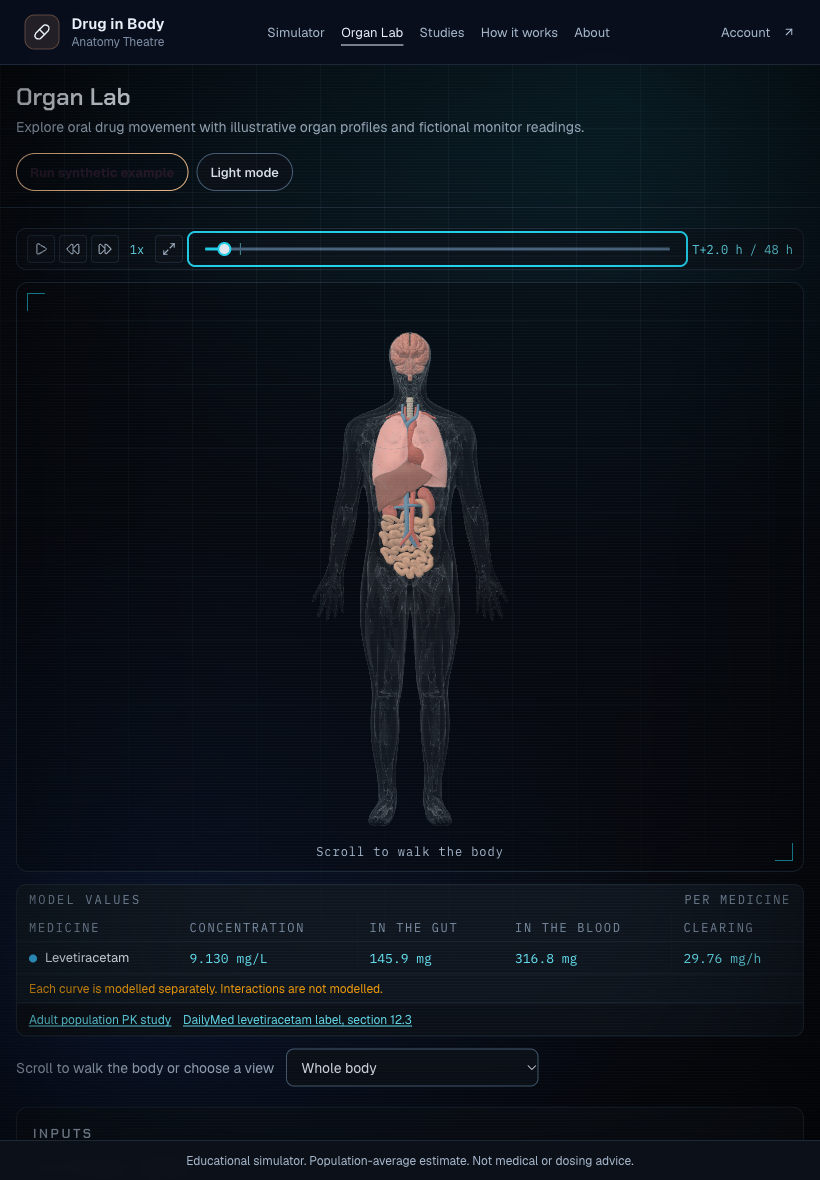 Drug in Body
Anatomy Theatre
Simulator Organ Lab Studies How it works About
Account
Organ Lab
Explore oral drug movement with illustrative organ profiles and fictional monitor readings.
Run synthetic example Light mode
1x T+2.0 h / 48 h
Scroll to walk the body
MODEL VALUES PER MEDICINE
MEDICINE CONCENTRATION IN THE GUT IN THE BLOOD CLEARING
Levetiracetam 9.130 mg/L 145.9 mg 316.8 mg 29.76 mg/h
Each curve is modelled separately. Interactions are not modelled.
Adult population PK study DailyMed levetiracetam label, section 12.3
Scroll to walk the body or choose a view Whole body
INPUTS
Educational simulator. Population-average estimate. Not medical or dosing advice.